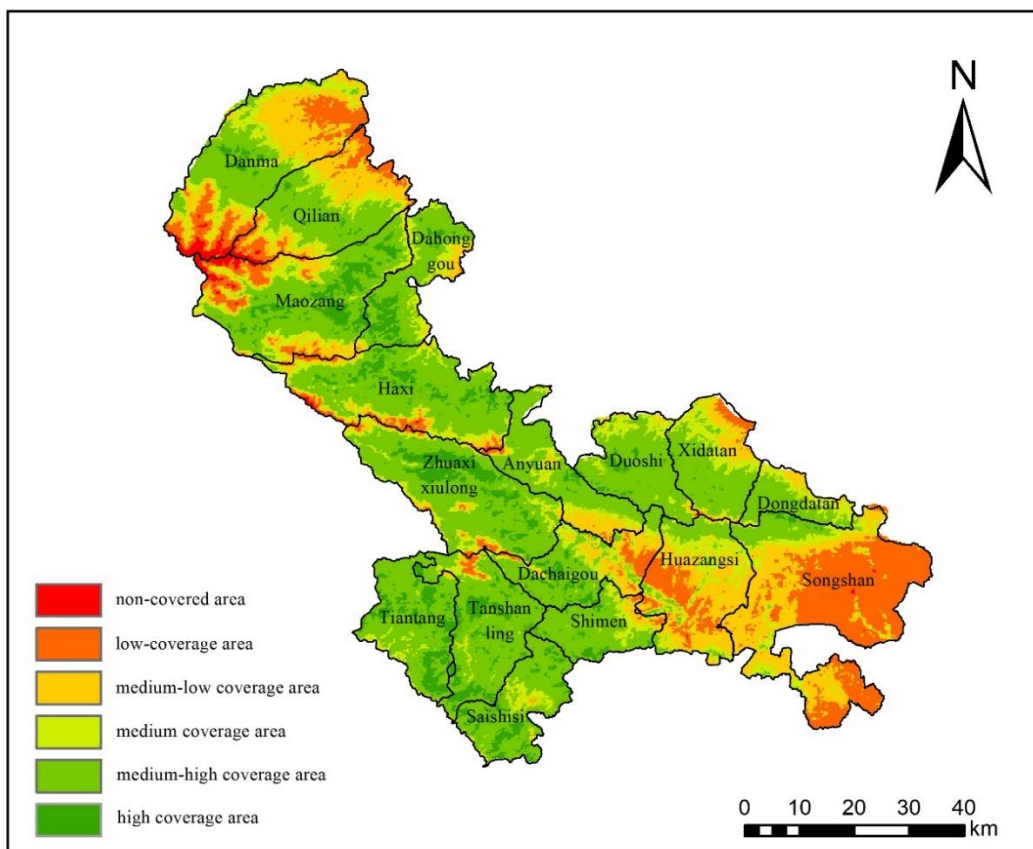 N
Danma
Qilian
Dahong
gou
Maozang
Haxi
Zhuaxi
xiulong
Anyuan
Duoshi
Xidatan
Dongdatan
Huazangsi
Songshan
Dachaigou
Tiantang
Tanshan
ling
Shimen
Saishisi
non-covered area
low-coverage area
medium-low coverage area
medium coverage area
medium-high coverage area
high coverage area
0 10 20 30 40
km